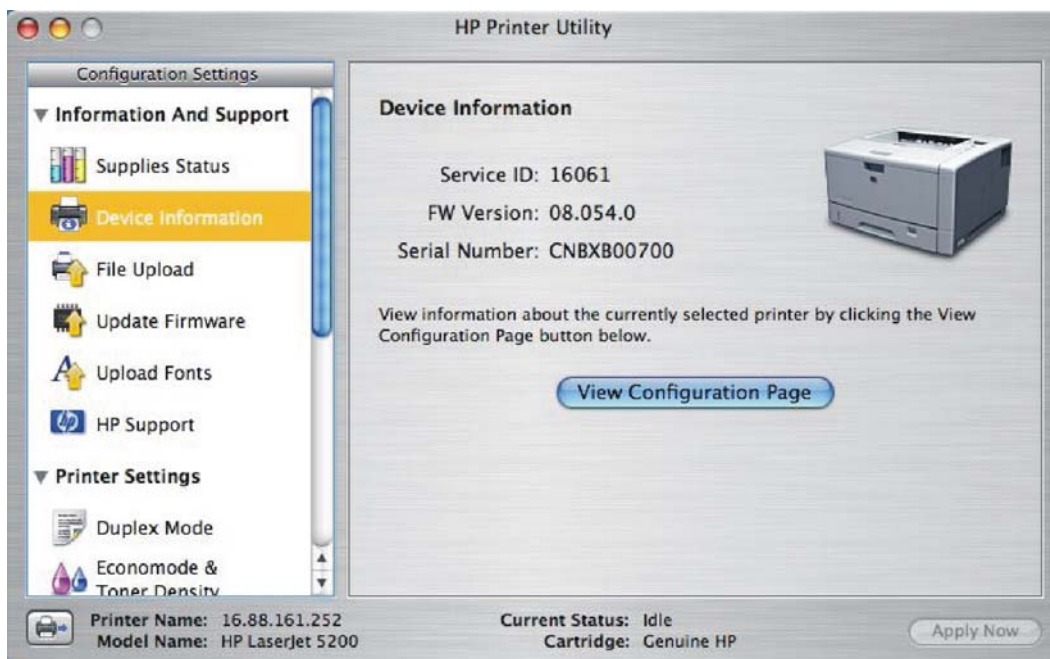 HP Printer Utility
Configuration Settings
Information And Support
Supplies Status
Device Information
File Upload
Update Firmware
Upload Fonts
HP Support
Printer Settings
Duplex Mode
Economode &
Toner Density
Device Information
Service ID: 16061
FW Version: 08.054.0
Serial Number: CNBXB00700
View information about the currently selected printer by clicking the View
Configuration Page button below.
View Configuration Page
Printer Name: 16.88.161.252
Model Name: HP LaserJet 5200
Current Status: Idle
Cartridge: Genuine HP
Apply Now